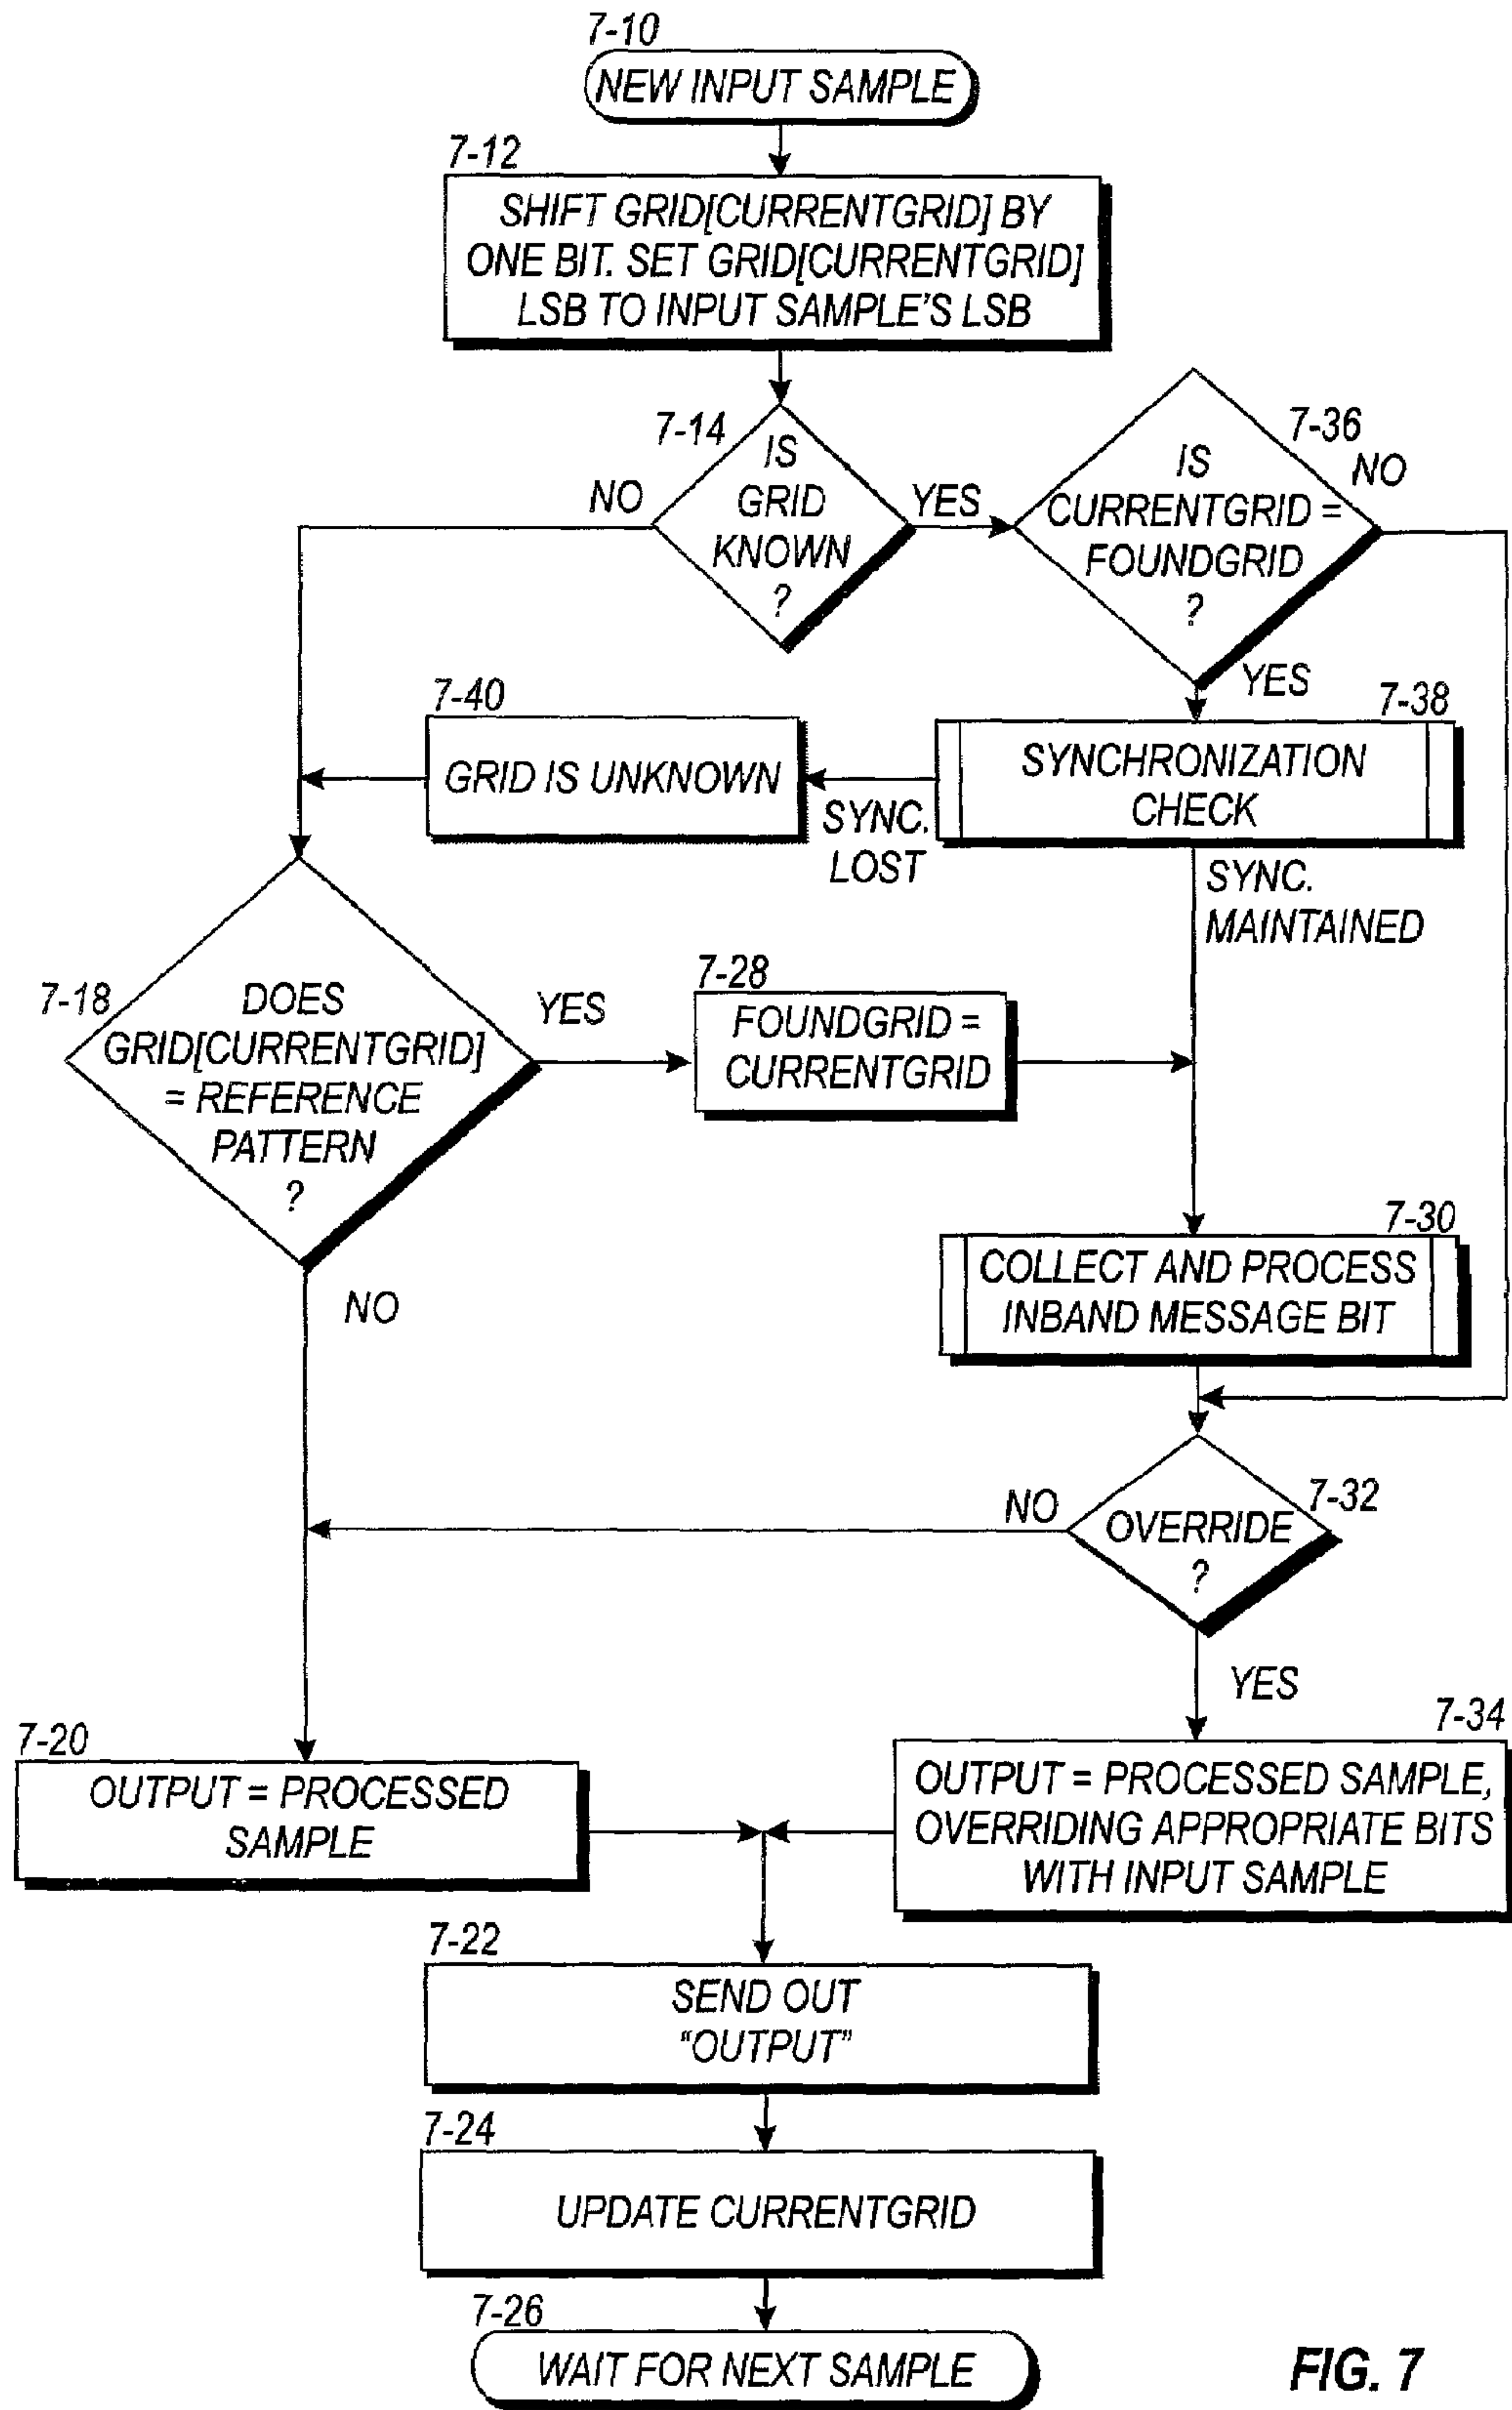 7-10
NEW INPUT SAMPLE
7-12
SHIFT GRID[CURRENTGRID] BY
ONE BIT. SET GRID[CURRENTGRID]
LSB TO INPUT SAMPLE'S LSB
7-14
IS
GRID
KNOWN
?
NO
YES
7-36
IS
CURRENTGRID =
FOUNDGRID
?
NO
YES
7-38
SYNCHRONIZATION
CHECK
7-40
GRID IS UNKNOWN
SYNC.
LOST
SYNC.
MAINTAINED
7-18
DOES
GRID[CURRENTGRID]
= REFERENCE
PATTERN
?
YES
NO
7-28
FOUNDGRID =
CURRENTGRID
7-30
COLLECT AND PROCESS
INBAND MESSAGE BIT
7-32
OVERRIDE
?
NO
YES
7-20
OUTPUT = PROCESSED
SAMPLE
7-34
OUTPUT = PROCESSED SAMPLE,
OVERRIDING APPROPRIATE BITS
WITH INPUT SAMPLE
7-22
SEND OUT
“OUTPUT”
7-24
UPDATE CURRENTGRID
7-26
WAIT FOR NEXT SAMPLE
FIG. 7